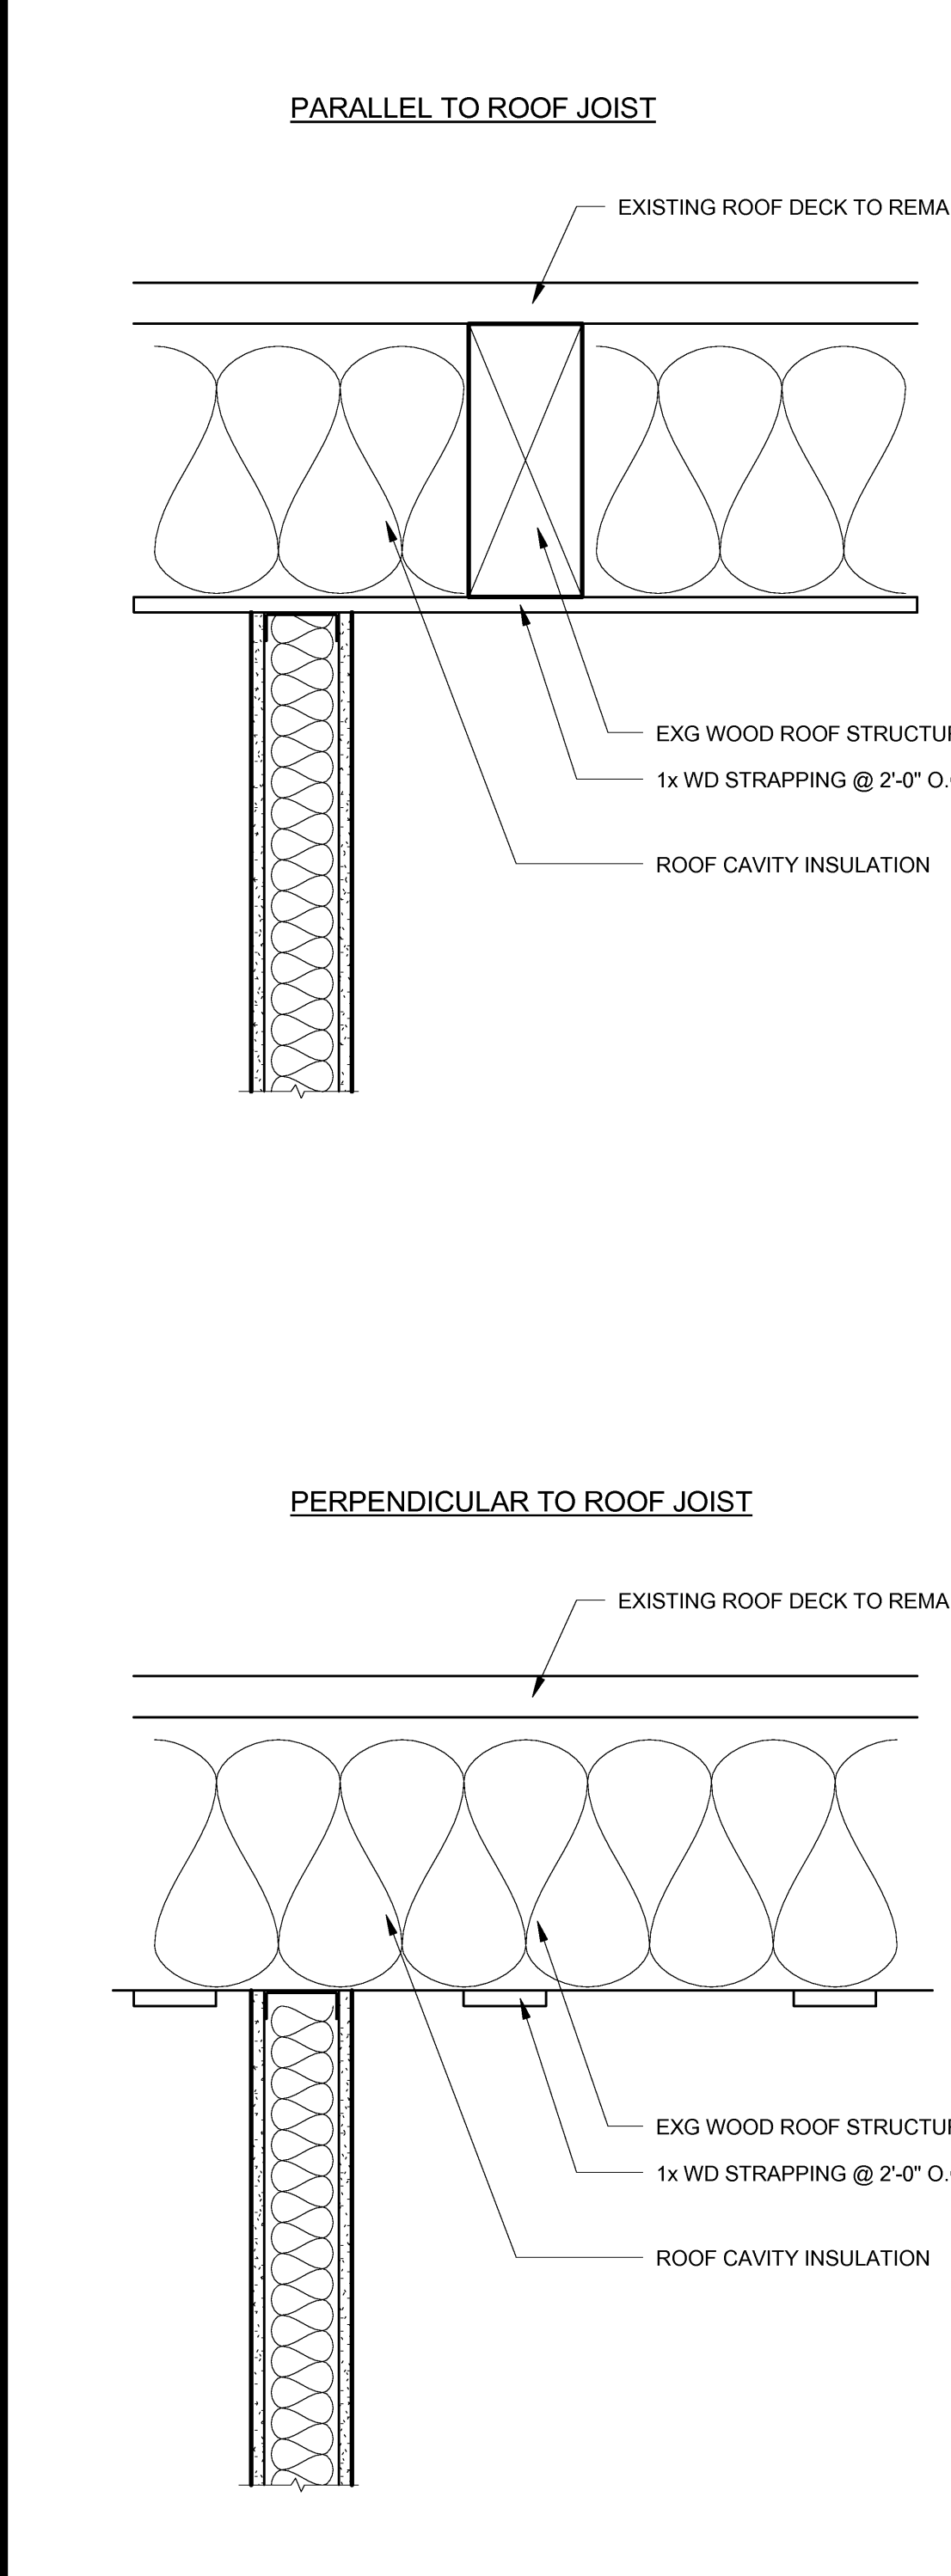 PARALLEL TO ROOF JOIST
EXISTING ROOF DECK TO REMA
EXG WOOD ROOF STRUCTU
1x WD STRAPPING @ 2'-0" O.
ROOF CAVITY INSULATION
PERPENDICULAR TO ROOF JOIST
EXISTING ROOF DECK TO REMA
EXG WOOD ROOF STRUCTU
1x WD STRAPPING @ 2'-0" O.
ROOF CAVITY INSULATION